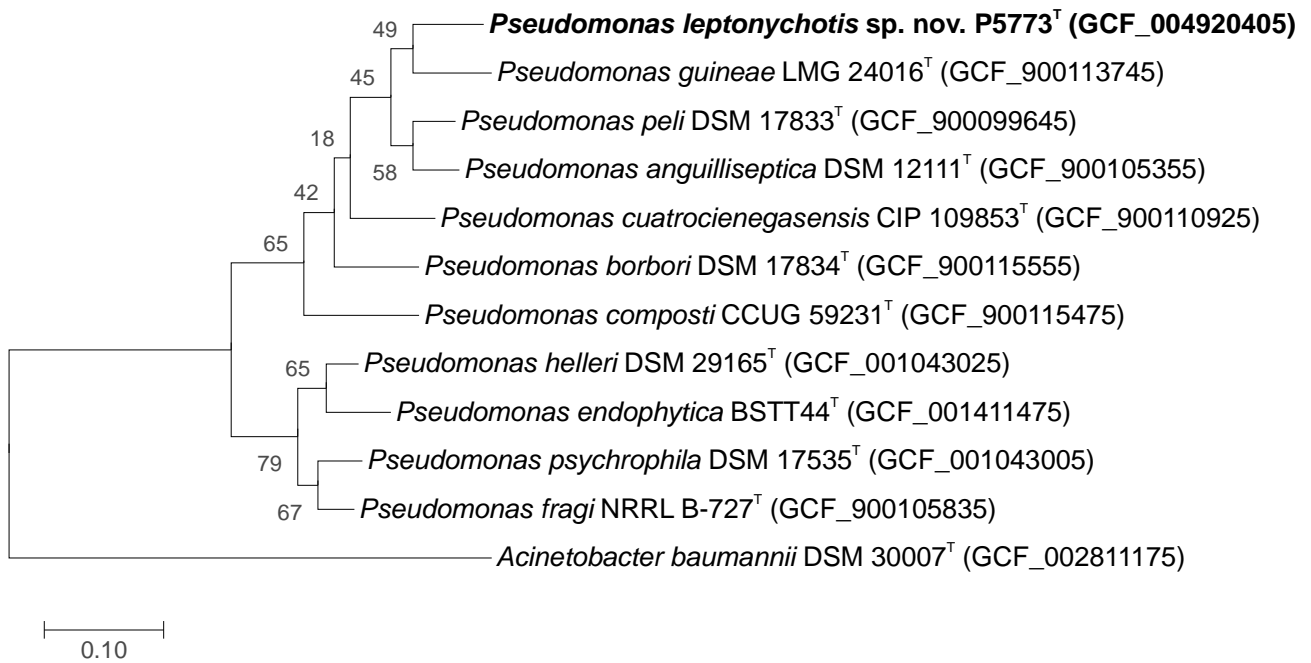 49
Pseudomonas leptonychotis sp. nov. P5773T (GCF_004920405)
Pseudomonas guineae LMG 24016T (GCF_900113745)
45
Pseudomonas peli DSM 17833T (GCF_900099645)
18
58
Pseudomonas anguilliseptica DSM 12111T (GCF_900105355)
42
Pseudomonas cuatrocienegasensis CIP 109853T (GCF_900110925)
65
Pseudomonas borbori DSM 17834T (GCF_900115555)
Pseudomonas composti CCUG 59231T (GCF_900115475)
65
Pseudomonas helleri DSM 29165T (GCF_001043025)
Pseudomonas endophytica BSTT44T (GCF_001411475)
79
Pseudomonas psychrophila DSM 17535T (GCF_001043005)
67
Pseudomonas fragi NRRL B-727T (GCF_900105835)
Acinetobacter baumannii DSM 30007T (GCF_002811175)
0.10